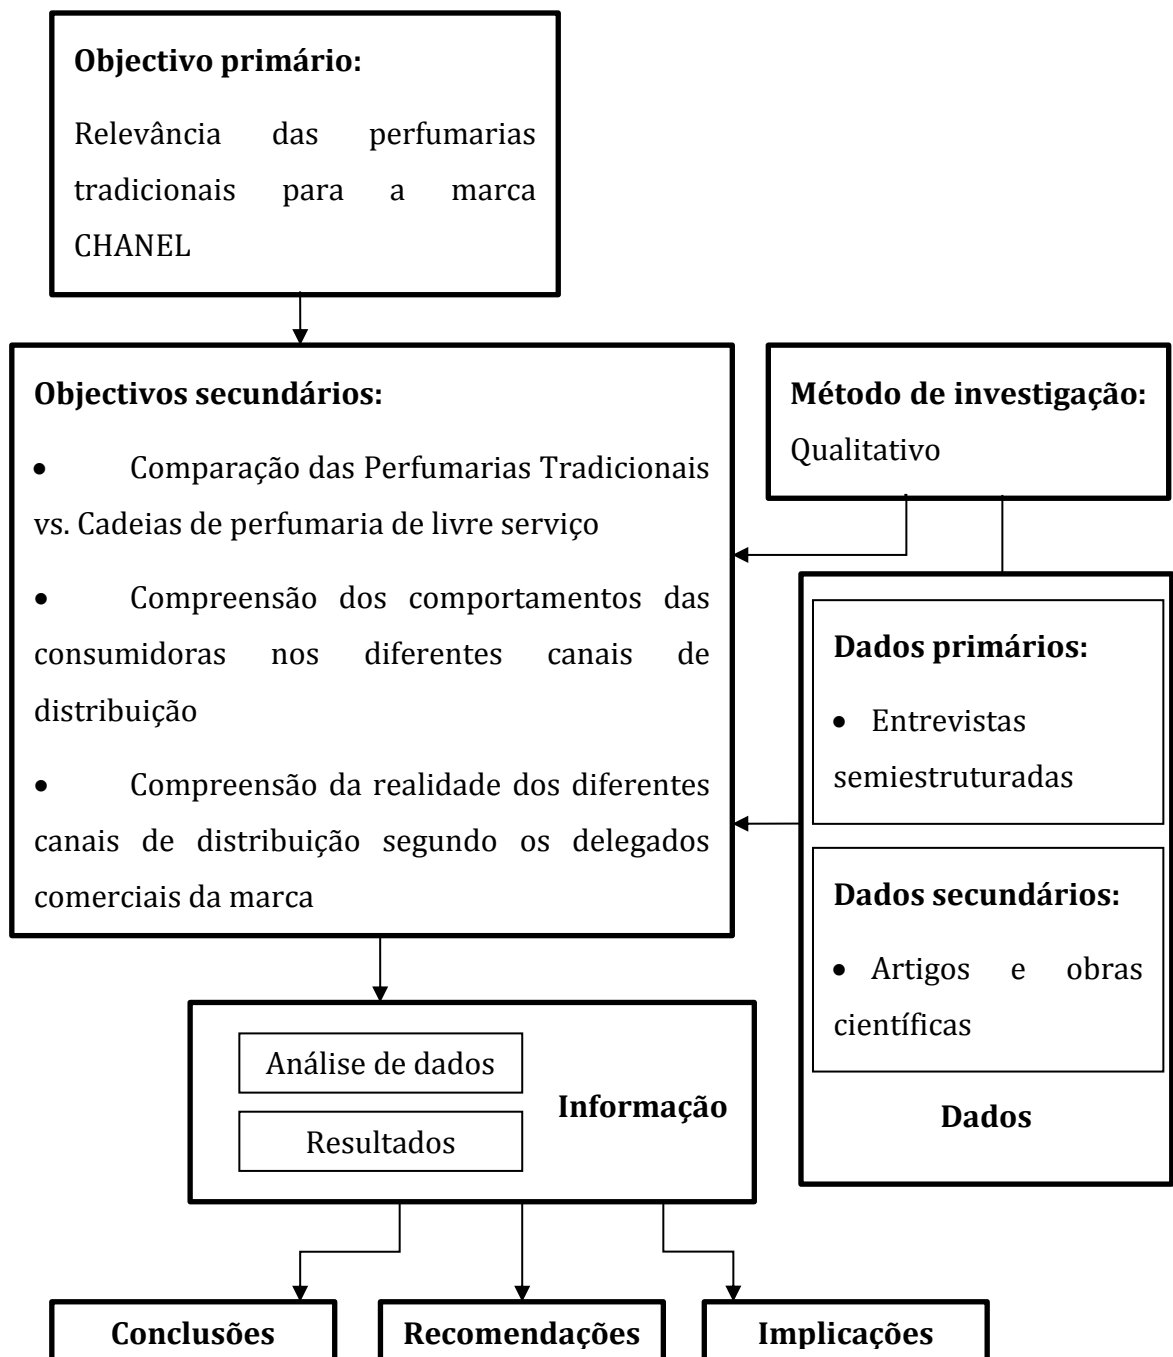 Objectivo primário:
Relevância das perfumarias
tradicionais para a marca
CHANEL
Objectivos secundários:
• Comparação das Perfumarias Tradicionais
vs. Cadeias de perfumaria de livre serviço
• Compreensão dos comportamentos das
consumidoras nos diferentes canais de
distribuição
• Compreensão da realidade dos diferentes
canais de distribuição segundo os delegados
comerciais da marca
Método de investigação:
Qualitativo
Dados primários:
• Entrevistas
semiestruturadas
Dados secundários:
• Artigos e obras
científicas
Dados
Análise de dados
Resultados
Informação
Conclusões
Recomendações
Implicações